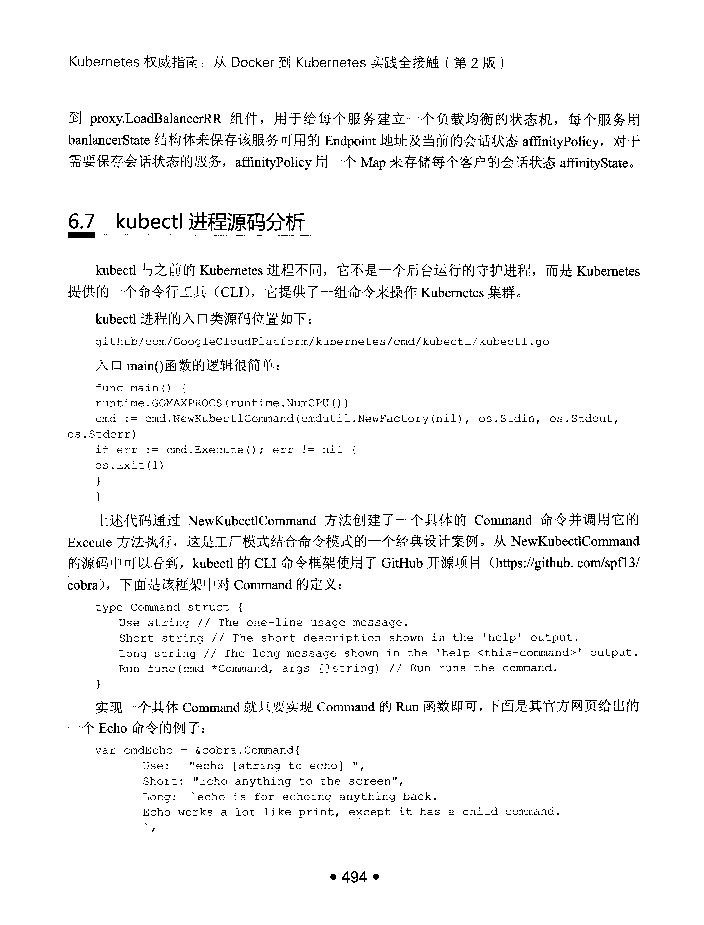 Kubernetes 权威指南：从 Docker 到 Kubernetes 实践全接触（第 2 版）
到 proxy.LoadBalancerRR 组件，用于给每个服务建立一个负载均衡的状态机，每个服务用
banlancerState 结构体来保存该服务可用的 Endpoint 地址及当前的会话状态 affinityPolicy，对于
需要保存会话状态的服务，affinityPolicy 用一个 Map 来存储每个客户的会话状态 affinityState。
6.7 kubectl 进程源码分析
kubectl 与之前的 Kubernetes 进程不同，它不是一个后台运行的守护进程，而是 Kubernetes
提供的一个命令行工具（CLI），它提供了一组命令来操作 Kubernetes 集群。
kubectl 进程的入口类源码位置如下：
github/com/GoogleCloudPlatform/kubernetes/cmd/kubectl/kubectl.go
入口 main()函数的逻辑很简单：
func main() {
runtime.GOMAXPROCS(runtime.NumCPU())
cmd := cmd.NewKubectlCommand(cmdutil.NewFactory(nil), os.Stdin, os.Stdout,
os.Stderr)
if err := cmd.Execute(); err != nil {
os.Exit(1)
}
}
上述代码通过 NewKubectlCommand 方法创建了一个具体的 Command 命令并调用它的
Execute 方法执行，这是工厂模式结合命令模式的一个经典设计案例。从 NewKubectlCommand
的源码中可以看到，kubectl 的 CLI 命令框架使用了 GitHub 开源项目（https://github. com/spf13/
cobra），下面是该框架中对 Command 的定义：
type Command struct {
Use string // The one-line usage message.
Short string // The short description shown in the 'help' output.
Long string // The long message shown in the 'help <this-command>' output.
Run func(cmd *Command, args []string) // Run runs the command.
}
实现一个具体 Command 就只要实现 Command 的 Run 函数即可，下面是其官方网页给出的
一个 Echo 命令的例子：
var cmdEcho = &cobra.Command{
Use: "echo [string to echo] ",
Short: "Echo anything to the screen",
Long: `echo is for echoing anything back.
Echo works a lot like print, except it has a child command.
`,
• 494 •